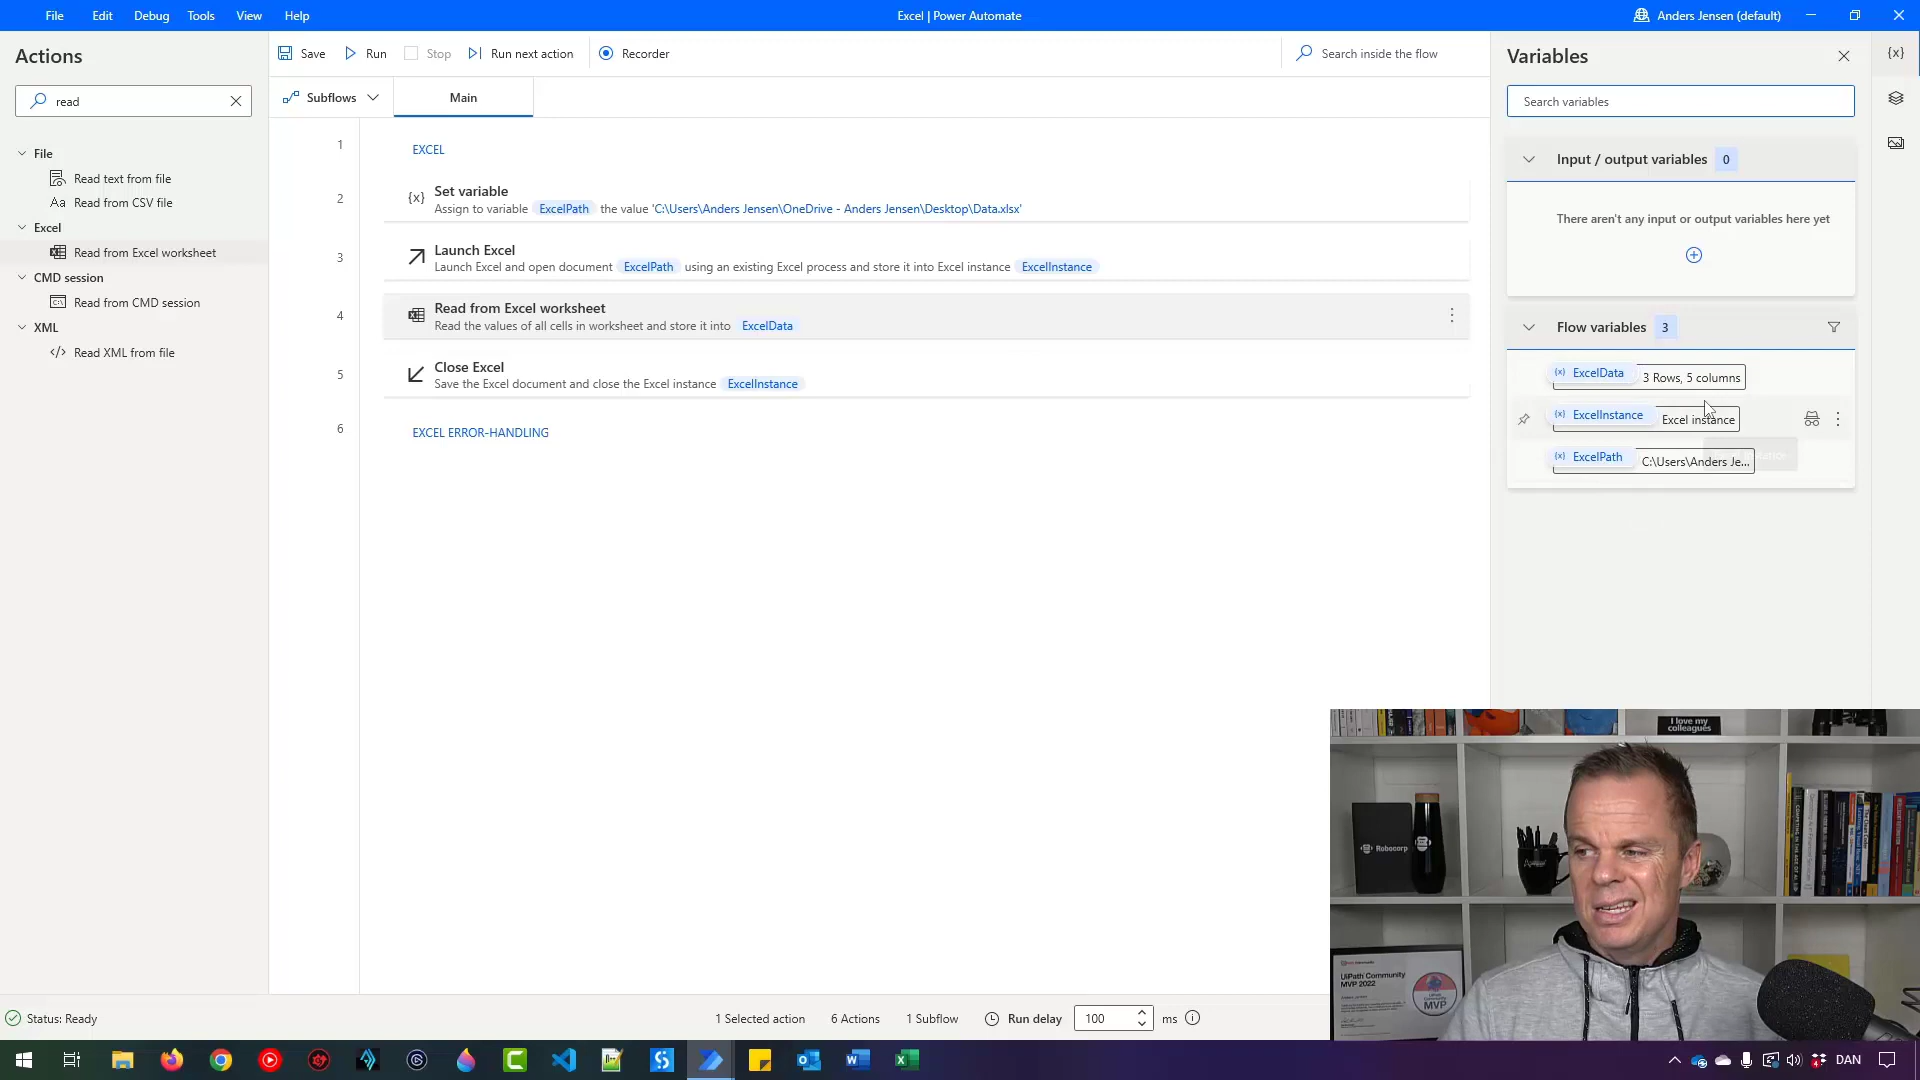 File Edit Debug Tools View Help
Excel | Power Automate
Anders Jensen (default)
Actions
read
File
Read text from file
Aa Read from CSV file
Excel
Read from Excel worksheet
CMD session
Read from CMD session
XML
Read XML from file
Save Run Stop Run next action Recorder
Search inside the flow
Subflows Main
1 EXCEL
2 {x} Set variable
Assign to variable ExcelPath the value 'C:\Users\Anders Jensen\OneDrive - Anders Jensen\Desktop\Data.xlsx'
3 Launch Excel
Launch Excel and open document ExcelPath using an existing Excel process and store it into Excel instance ExcelInstance
4 Read from Excel worksheet
Read the values of all cells in worksheet and store it into ExcelData
5 Close Excel
Save the Excel document and close the Excel instance ExcelInstance
6 EXCEL ERROR-HANDLING
Variables
{x}
Search variables
Input / output variables 0
There aren't any input or output variables here yet
Flow variables 3
{x} ExcelData 3 Rows, 5 columns
{x} ExcelInstance Excel instance
{x} ExcelPath C:\Users\Anders Je...
I love my
colleagues
Robocorp
UiPath Community
MVP 2022
MVP
Status: Ready
1 Selected action 6 Actions 1 Subflow Run delay 100 ms
DAN